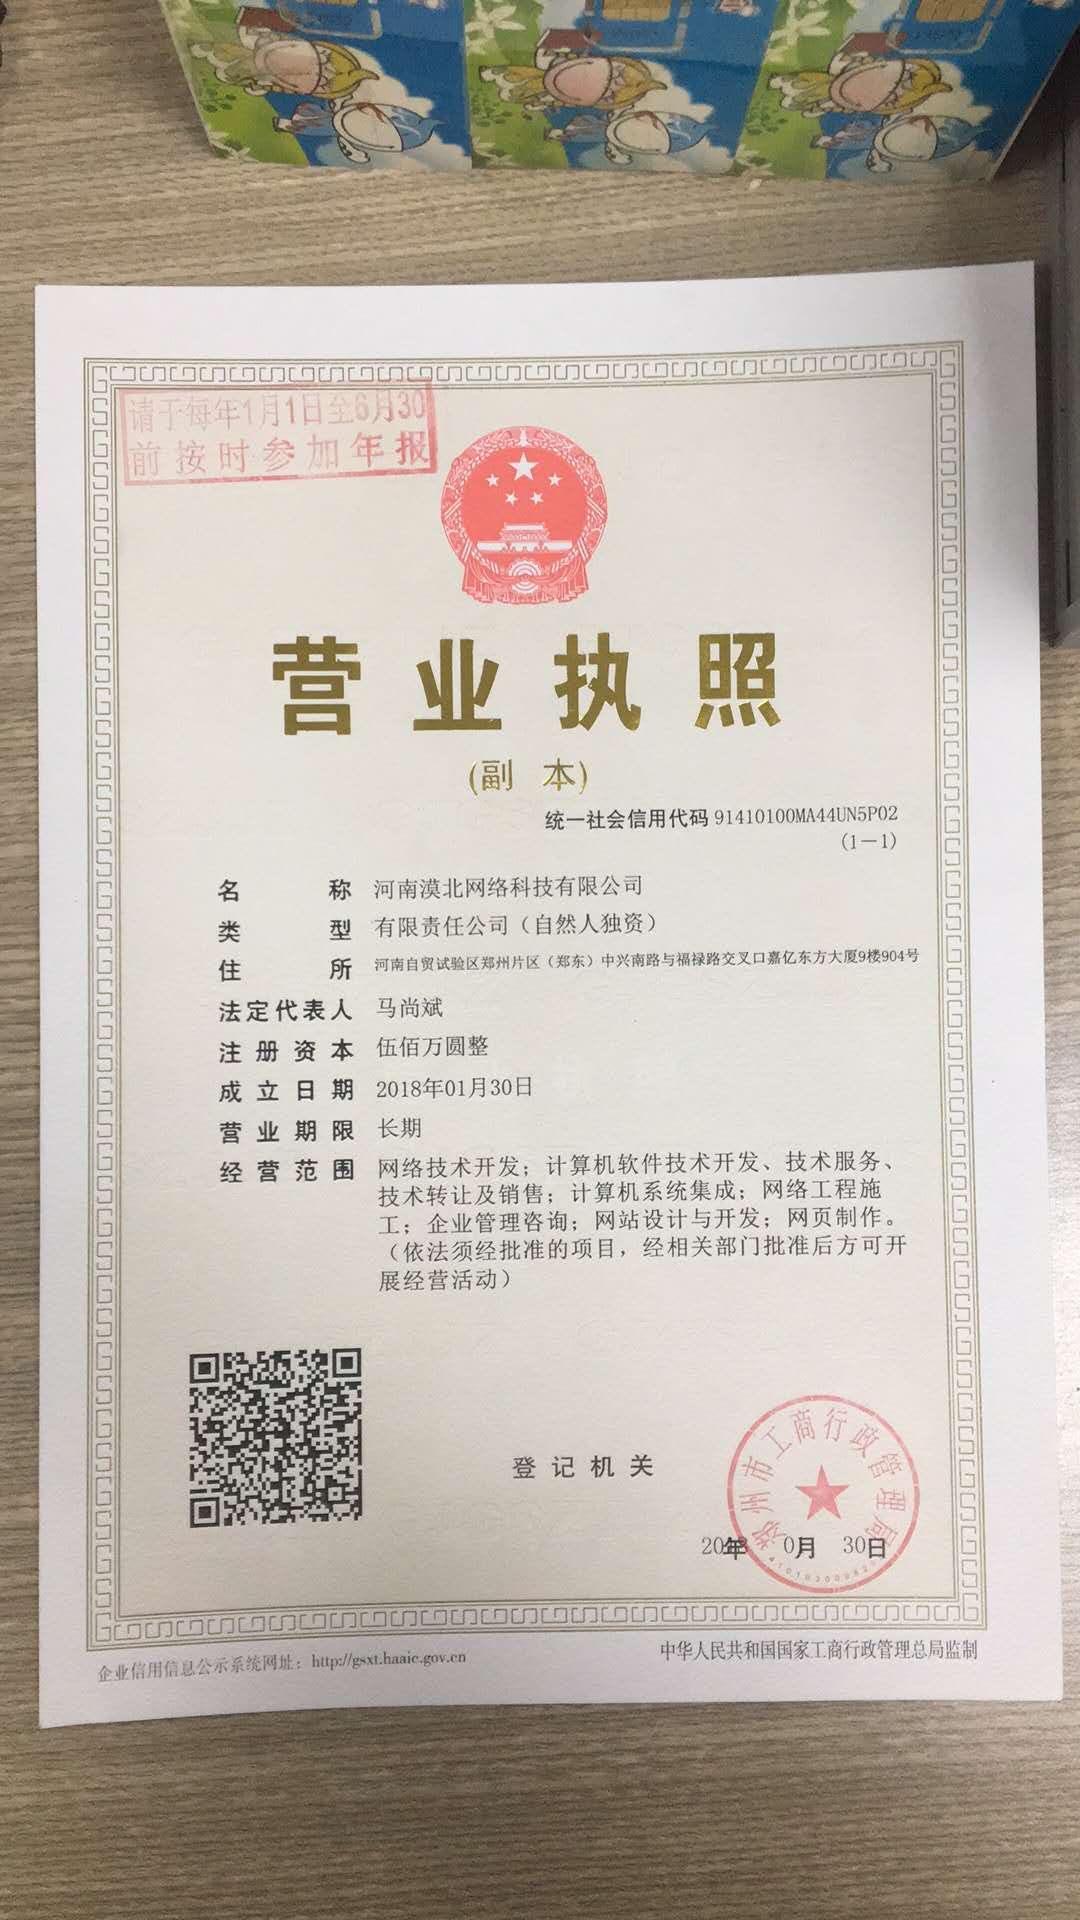 请于每年1月1日至6月30
前按时参加年报
营业执照
(副 本)
统一社会信用代码 91410100MA44UN5P02
(1-1)
名 称 河南漠北网络科技有限公司
类 型 有限责任公司（自然人独资）
住 所 河南自贸试验区郑州片区（郑东）中兴南路与福禄路交叉口嘉亿东方大厦9楼904号
法定代表人 马尚斌
注册资本 伍佰万圆整
成立日期 2018年01月30日
营业期限 长期
经营范围 网络技术开发；计算机软件技术开发、技术服务、
技术转让及销售；计算机系统集成；网络工程施
工；企业管理咨询；网站设计与开发；网页制作。
（依法须经批准的项目，经相关部门批准后方可开
展经营活动）
登记机关
郑州市工商行政管理局
2018年 0月 30日
企业信用信息公示系统网址：http://gsxt.haaic.gov.cn
中华人民共和国国家工商行政管理总局监制